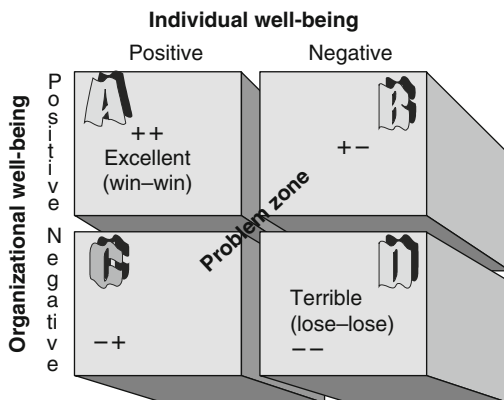 Individual well-being
Positive
Negative
Organizational well-being
Positive
Negative
A
++
Excellent
(win–win)
B
+–
Problem zone
–+
D
Terrible
(lose–lose)
– –